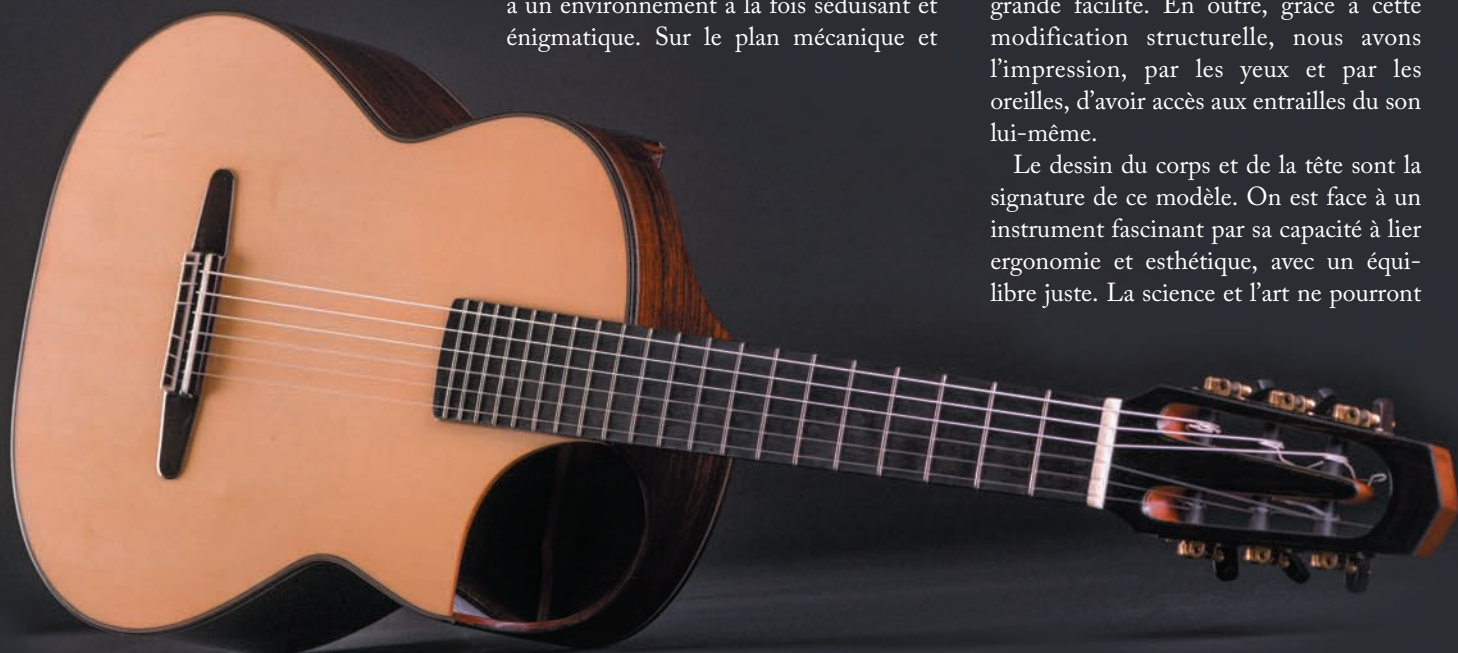 à un environnement à la fois séduisant et
énigmatique. Sur le plan mécanique et
grande facilité. En outre, grâce à cette
modification structurelle, nous avons
l’impression, par les yeux et par les
oreilles, d’avoir accès aux entrailles du son
lui-même.
Le dessin du corps et de la tête sont la
signature de ce modèle. On est face à un
instrument fascinant par sa capacité à lier
ergonomie et esthétique, avec un équi-
libre juste. La science et l’art ne pourront